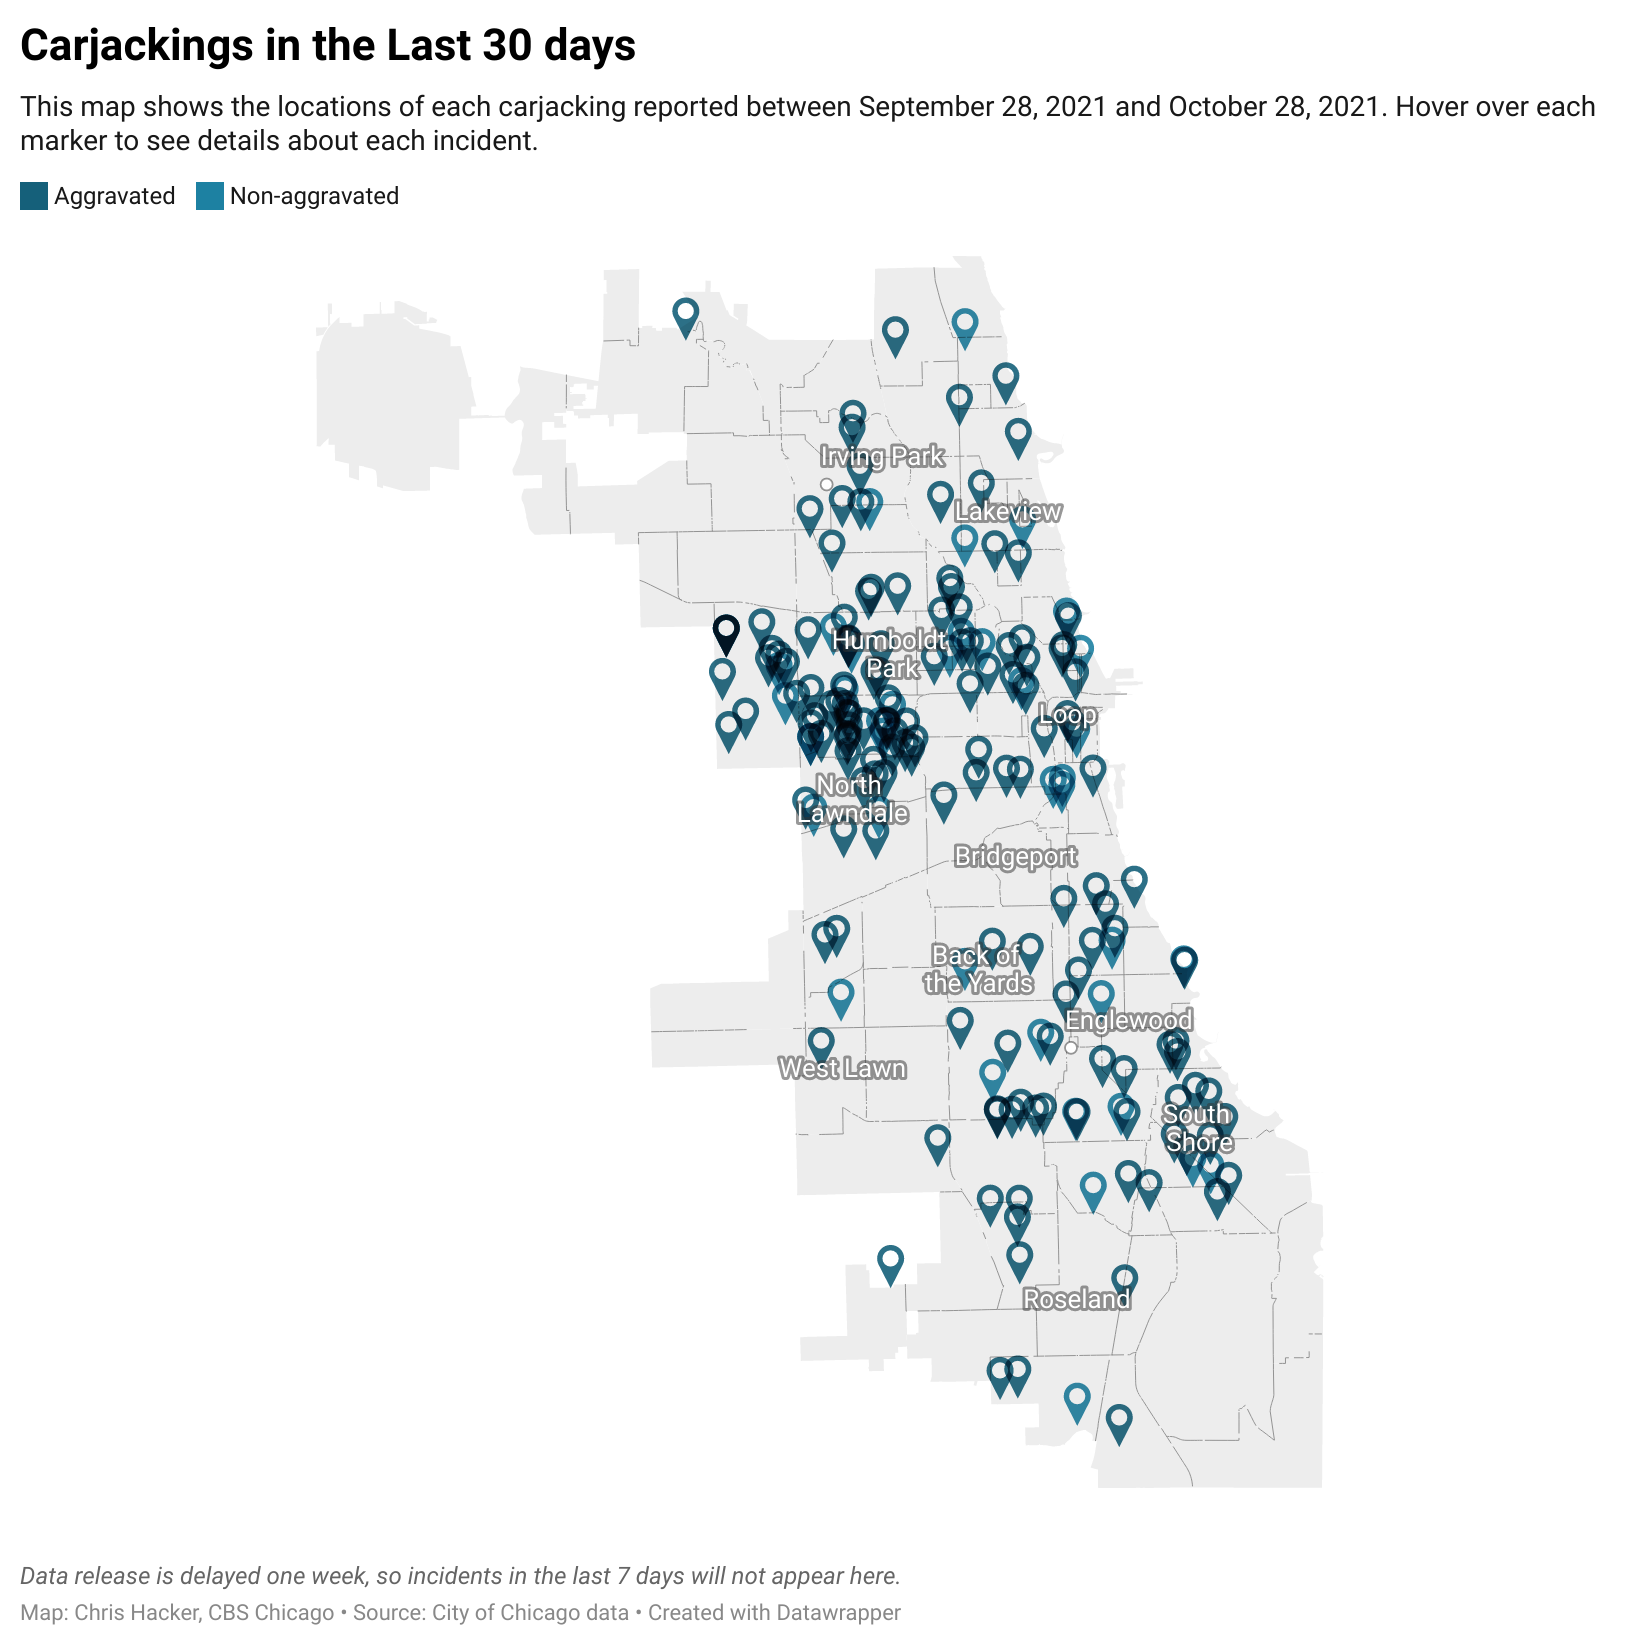 Carjackings in the Last 30 days
This map shows the locations of each carjacking reported between September 28, 2021 and October 28, 2021. Hover over each
marker to see details about each incident.
Aggravated Non-aggravated
Irving Park
Lakeview
Humboldt
Park
Loop
North
Lawndale
Bridgeport
Back of
the Yards
Englewood
West Lawn
South
Shore
Roseland
Data release is delayed one week, so incidents in the last 7 days will not appear here.
Map: Chris Hacker, CBS Chicago • Source: City of Chicago data • Created with Datawrapper